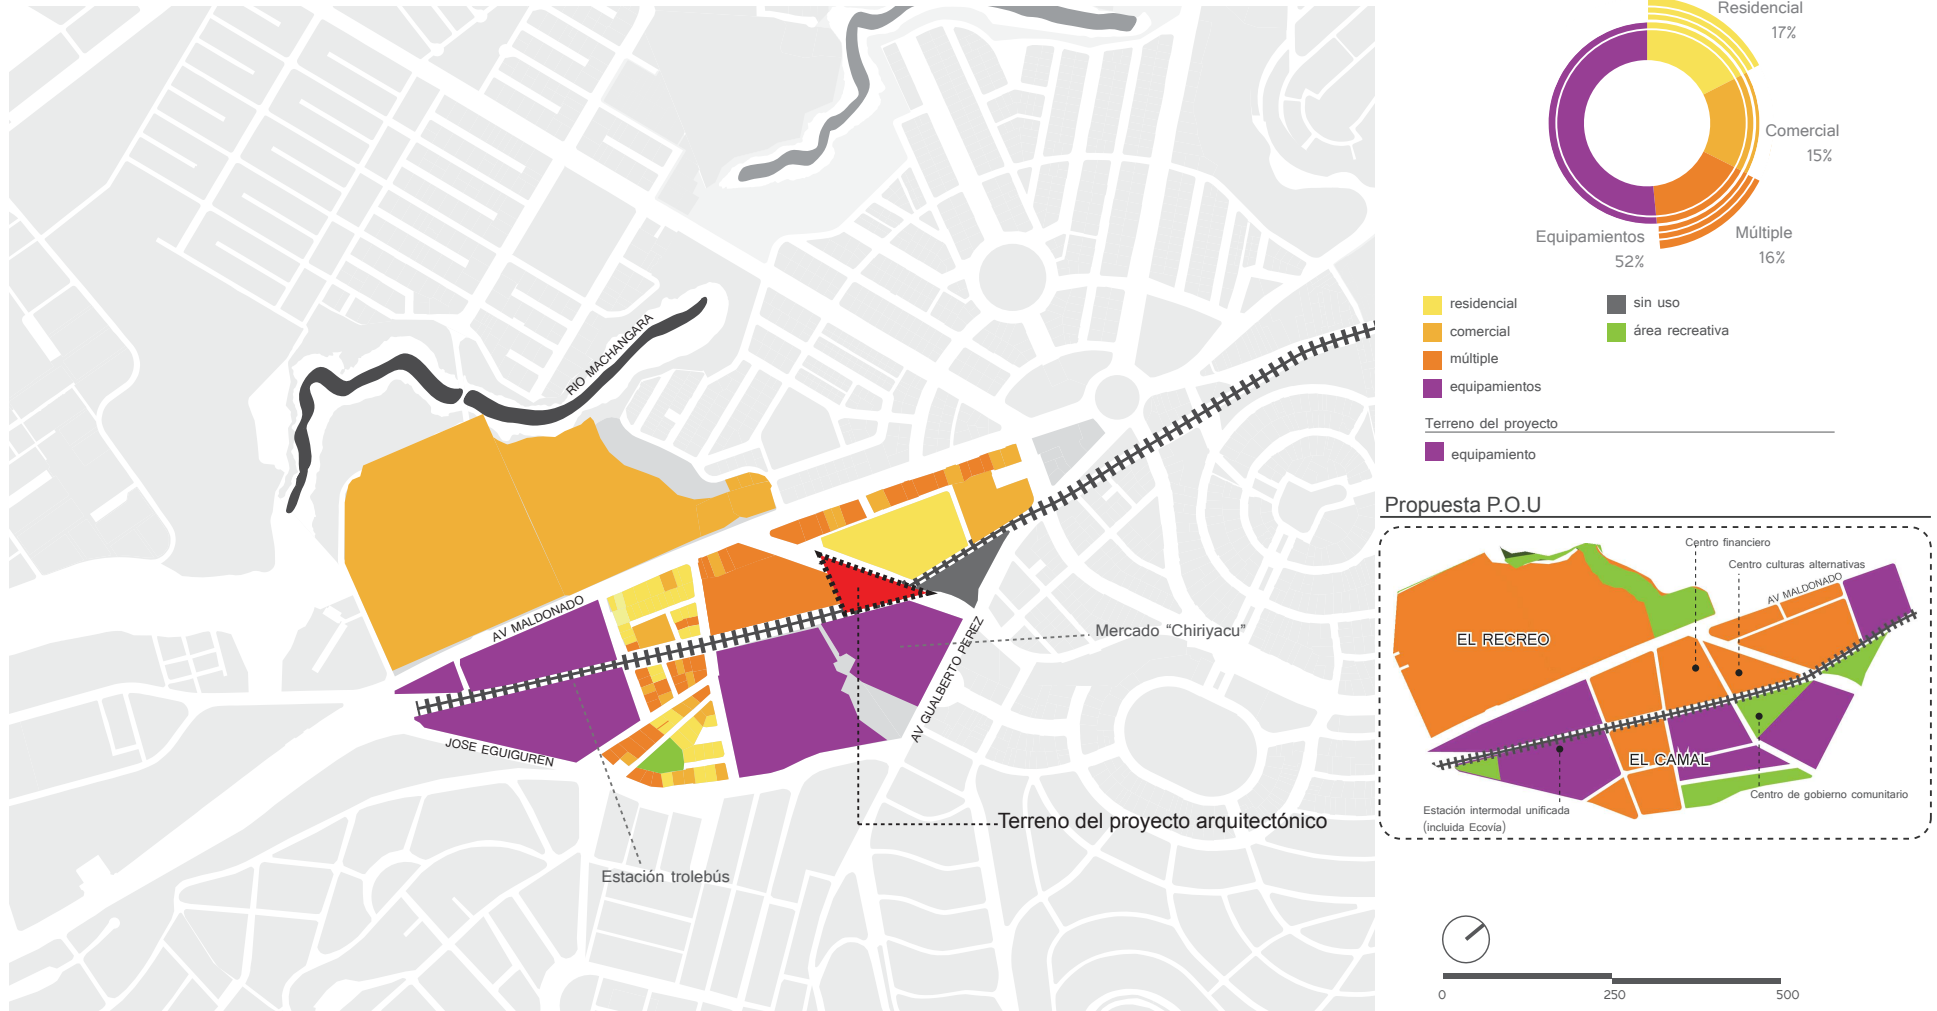 RIO MACHANGARA
AV MALDONADO
JOSE EGUIGUREN
AV GUALBERTO PEREZ
Mercado “Chiriyacu”
Terreno del proyecto arquitectónico
Estación trolebús
Residencial
17%
Comercial
15%
Múltiple
16%
Equipamientos
52%
residencial
comercial
múltiple
equipamientos
sin uso
área recreativa
Terreno del proyecto
equipamiento
Propuesta P.O.U
Centro financiero
Centro culturas alternativas
AV MALDONADO
EL RECREO
EL CAMAL
Centro de gobierno comunitario
Estación intermodal unificada
(incluida Ecovía)
0 250 500